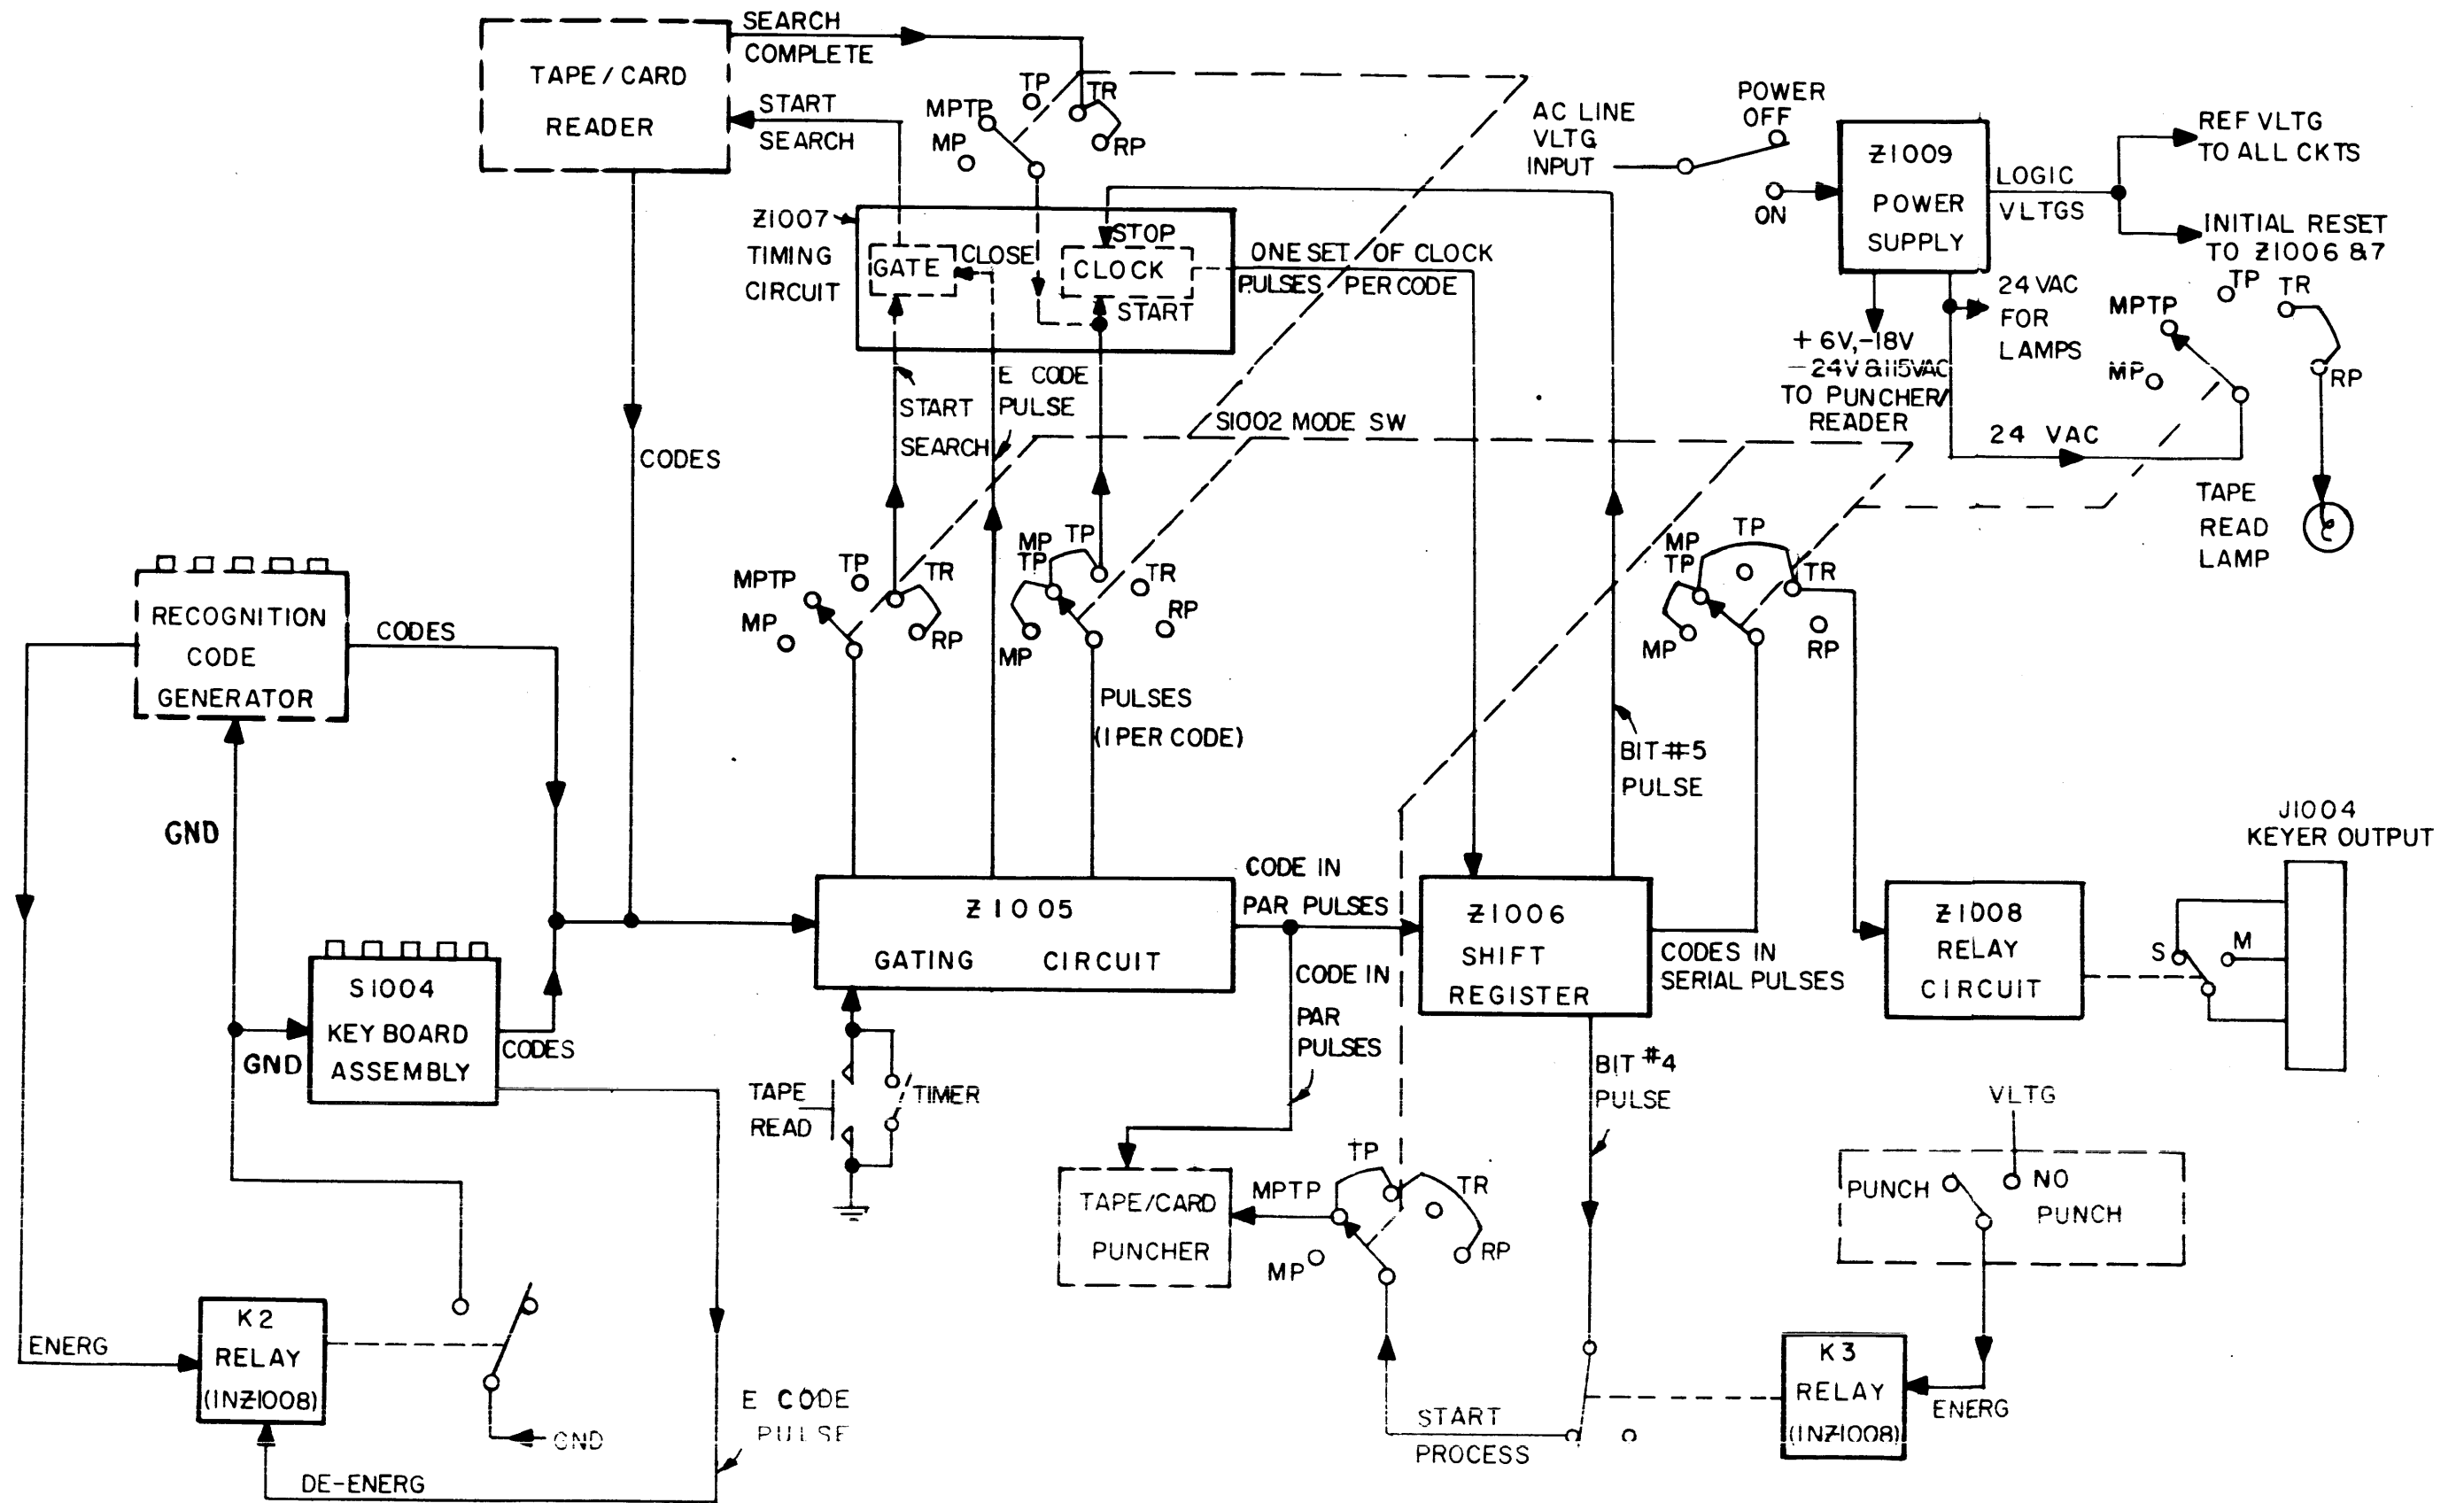 SEARCH
COMPLETE
TAPE / CARD
READER
START
SEARCH
TP
TR
MPTP
MP
RP
AC LINE
VLTG
INPUT
POWER
OFF
ON
Z1009
POWER
SUPPLY
LOGIC
VLTGS
REF VLTG
TO ALL CKTS
INITIAL RESET
TO Z1006 & 7
24 VAC
FOR
LAMPS
+ 6V, -18V
- 24V & 115VAC
TO PUNCHER/
READER
24 VAC
TP
TR
MPTP
MP
RP
TAPE
READ
LAMP
Z1007
TIMING
CIRCUIT
GATE
CLOSE
STOP
CLOCK
START
ONE SET OF CLOCK
PULSES PER CODE
START
SEARCH
E CODE
PULSE
S1002 MODE SW
CODES
MPTP
TP
TR
MP
RP
MP
TP
TP
TR
MP
RP
MP
TP
TP
TR
MP
RP
RECOGNITION
CODE
GENERATOR
CODES
PULSES
(1 PER CODE)
BIT #5
PULSE
GND
J1004
KEYER OUTPUT
S1004
KEYBOARD
ASSEMBLY
GND
CODES
Z1005
GATING CIRCUIT
CODE IN
PAR PULSES
CODE IN
PAR
PULSES
Z1006
SHIFT
REGISTER
CODES IN
SERIAL PULSES
Z1008
RELAY
CIRCUIT
S
M
TAPE
READ
TIMER
BIT #4
PULSE
VLTG
PUNCH
NO
PUNCH
TAPE/CARD
PUNCHER
MPTP
TP
TR
MP
RP
K2
RELAY
(INZ1008)
ENERG
GND
DE-ENERG
E CODE
PULSE
START
PROCESS
K3
RELAY
(INZ1008)
ENERG